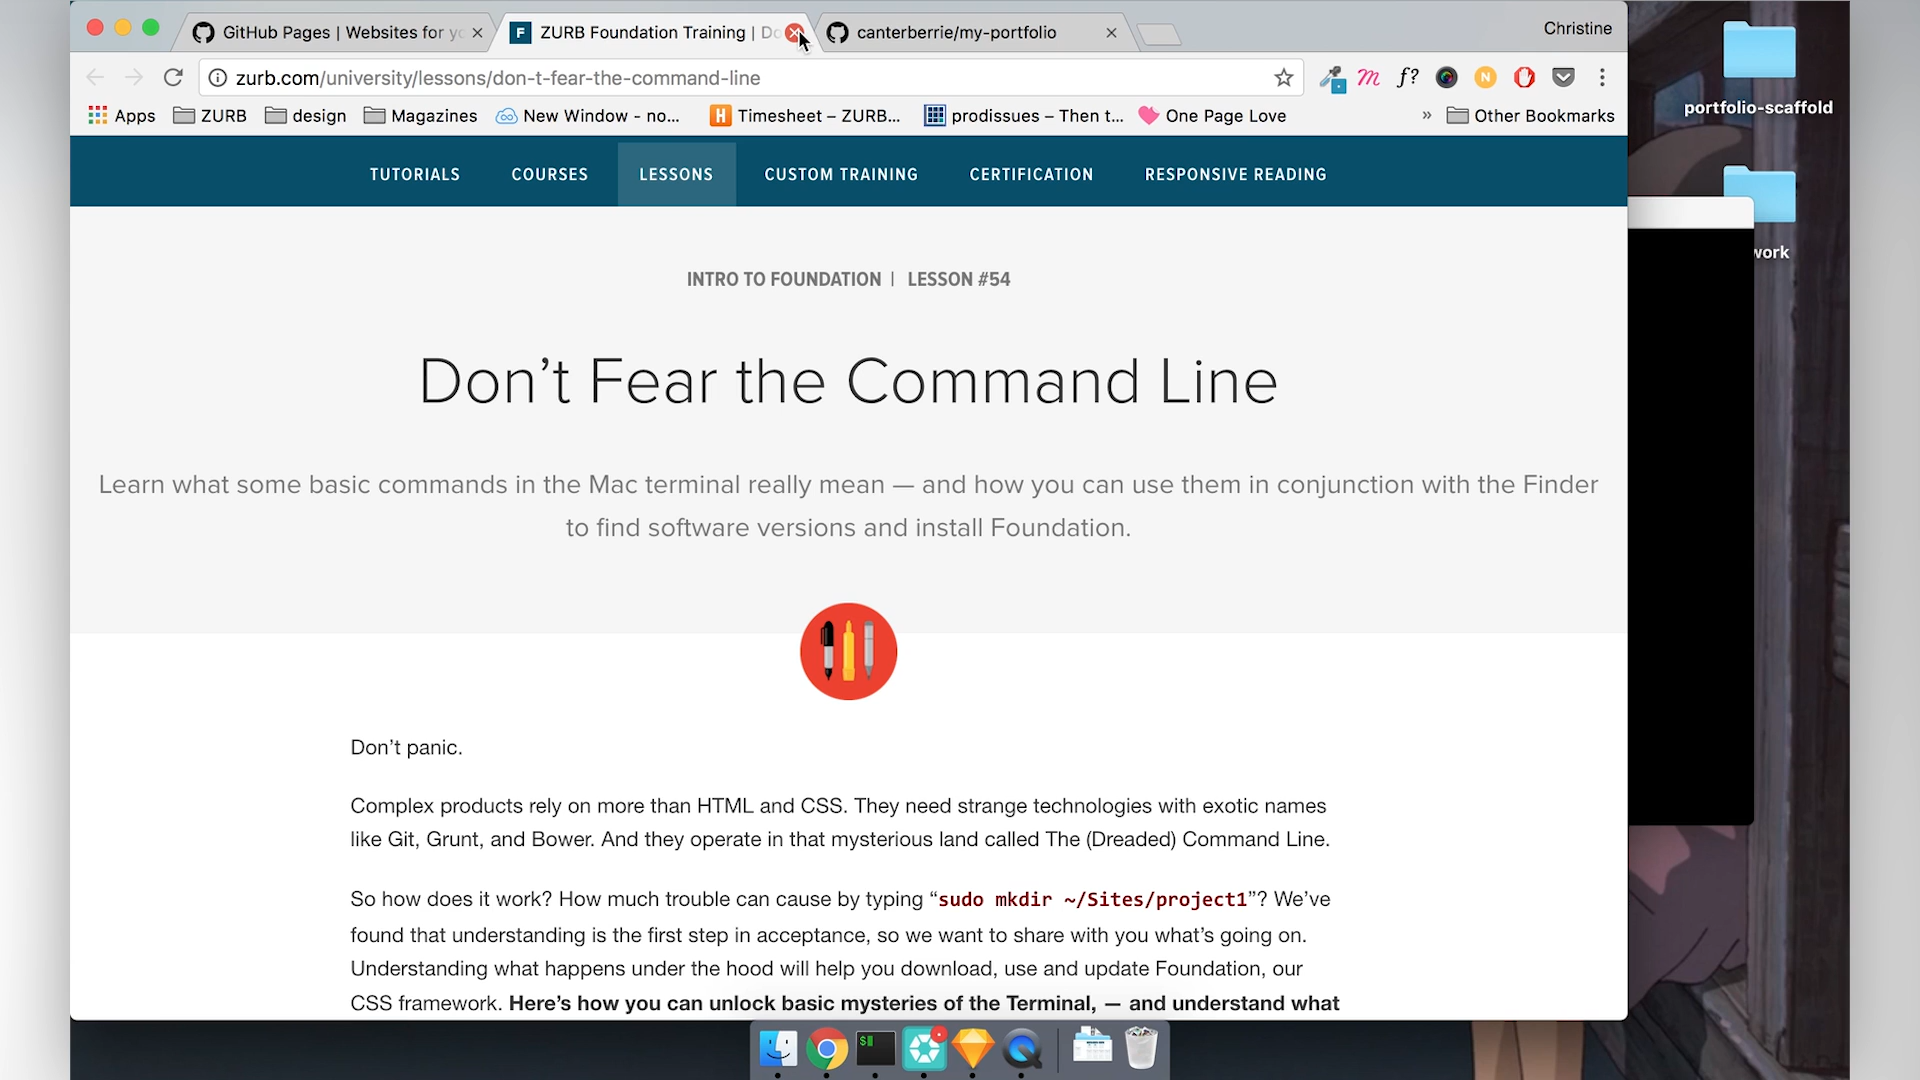 GitHub Pages | Websites for yo
ZURB Foundation Training | Do
canterberrie/my-portfolio
Christine
zurb.com/university/lessons/don-t-fear-the-command-line
Apps ZURB design Magazines New Window - no... Timesheet – ZURB... prodissues – Then t... One Page Love » Other Bookmarks
portfolio-scaffold
work
TUTORIALS COURSES LESSONS CUSTOM TRAINING CERTIFICATION RESPONSIVE READING
INTRO TO FOUNDATION | LESSON #54
Don’t Fear the Command Line
Learn what some basic commands in the Mac terminal really mean — and how you can use them in conjunction with the Finder
to find software versions and install Foundation.
Don’t panic.
Complex products rely on more than HTML and CSS. They need strange technologies with exotic names
like Git, Grunt, and Bower. And they operate in that mysterious land called The (Dreaded) Command Line.
So how does it work? How much trouble can cause by typing “sudo mkdir ~/Sites/project1”? We’ve
found that understanding is the first step in acceptance, so we want to share with you what’s going on.
Understanding what happens under the hood will help you download, use and update Foundation, our
CSS framework. Here’s how you can unlock basic mysteries of the Terminal, — and understand what